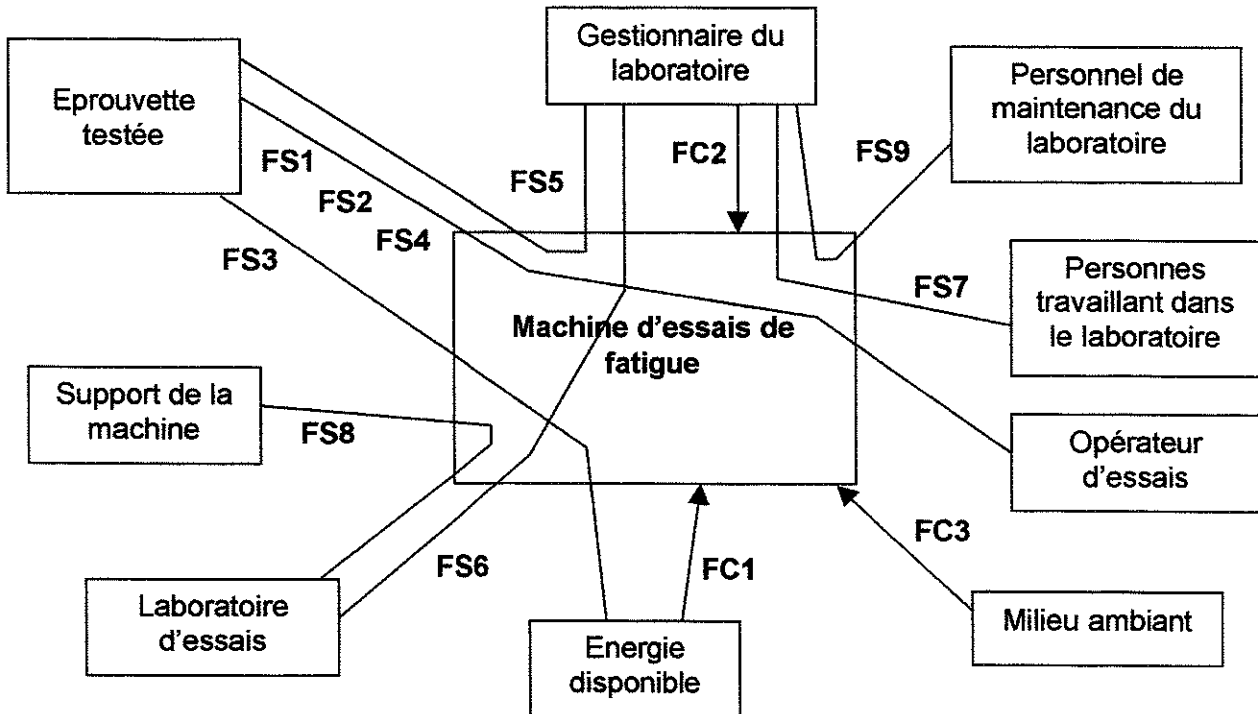 Gestionnaire du
laboratoire
Eprouvette
testée
Personnel de
maintenance du
laboratoire
FC2
FS9
FS1
FS5
FS2
FS4
FS3
Personnes
travaillant dans
le laboratoire
FS7
Machine d'essais de
fatigue
Support de la
machine
FS8
Opérateur
d'essais
FC3
FS6
FC1
Laboratoire
d'essais
Energie
disponible
Milieu ambiant